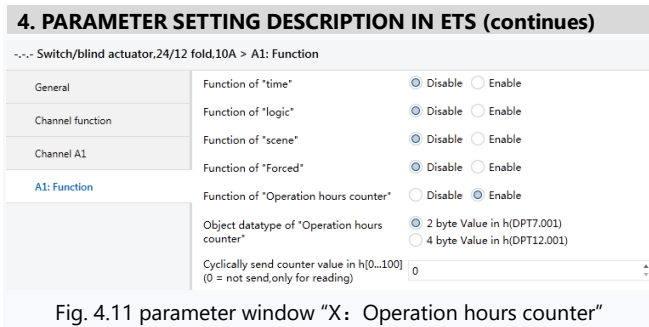 4. PARAMETER SETTING DESCRIPTION IN ETS (continues)
-.-.- Switch/blind actuator,24/12 fold,10A > A1: Function
General
Channel function
Channel A1
A1: Function
Function of "time" Disable Enable
Function of "logic" Disable Enable
Function of "scene" Disable Enable
Function of "Forced" Disable Enable
Function of "Operation hours counter" Disable Enable
Object datatype of "Operation hours
counter"
2 byte Value in h(DPT7.001)
4 byte Value in h(DPT12.001)
Cyclically send counter value in h[0...100]
(0 = not send,only for reading)
0
Fig. 4.11 parameter window “X：Operation hours counter”